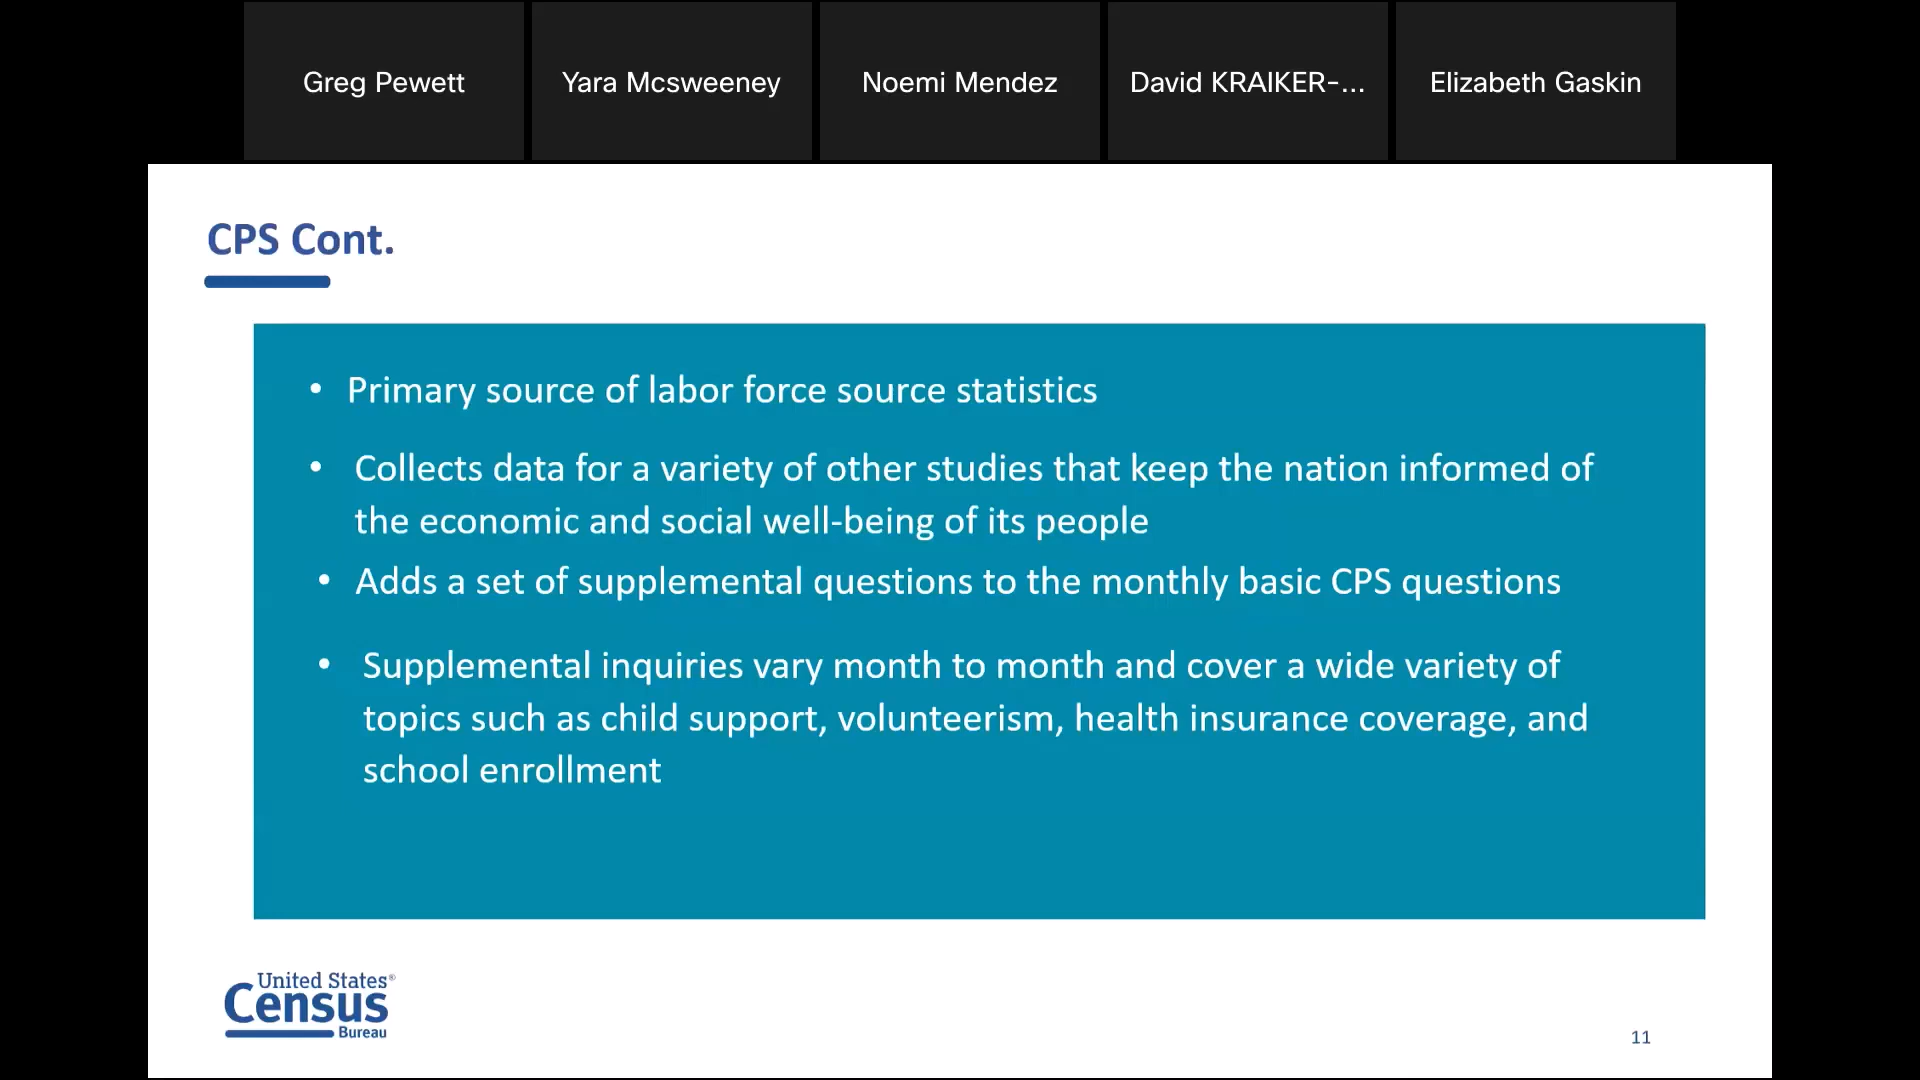 Greg Pewett
Yara Mcsweeney
Noemi Mendez
David KRAIKER-...
Elizabeth Gaskin
CPS Cont.
• Primary source of labor force source statistics
• Collects data for a variety of other studies that keep the nation informed of
the economic and social well-being of its people
• Adds a set of supplemental questions to the monthly basic CPS questions
• Supplemental inquiries vary month to month and cover a wide variety of
topics such as child support, volunteerism, health insurance coverage, and
school enrollment
United States®
Census
Bureau
11